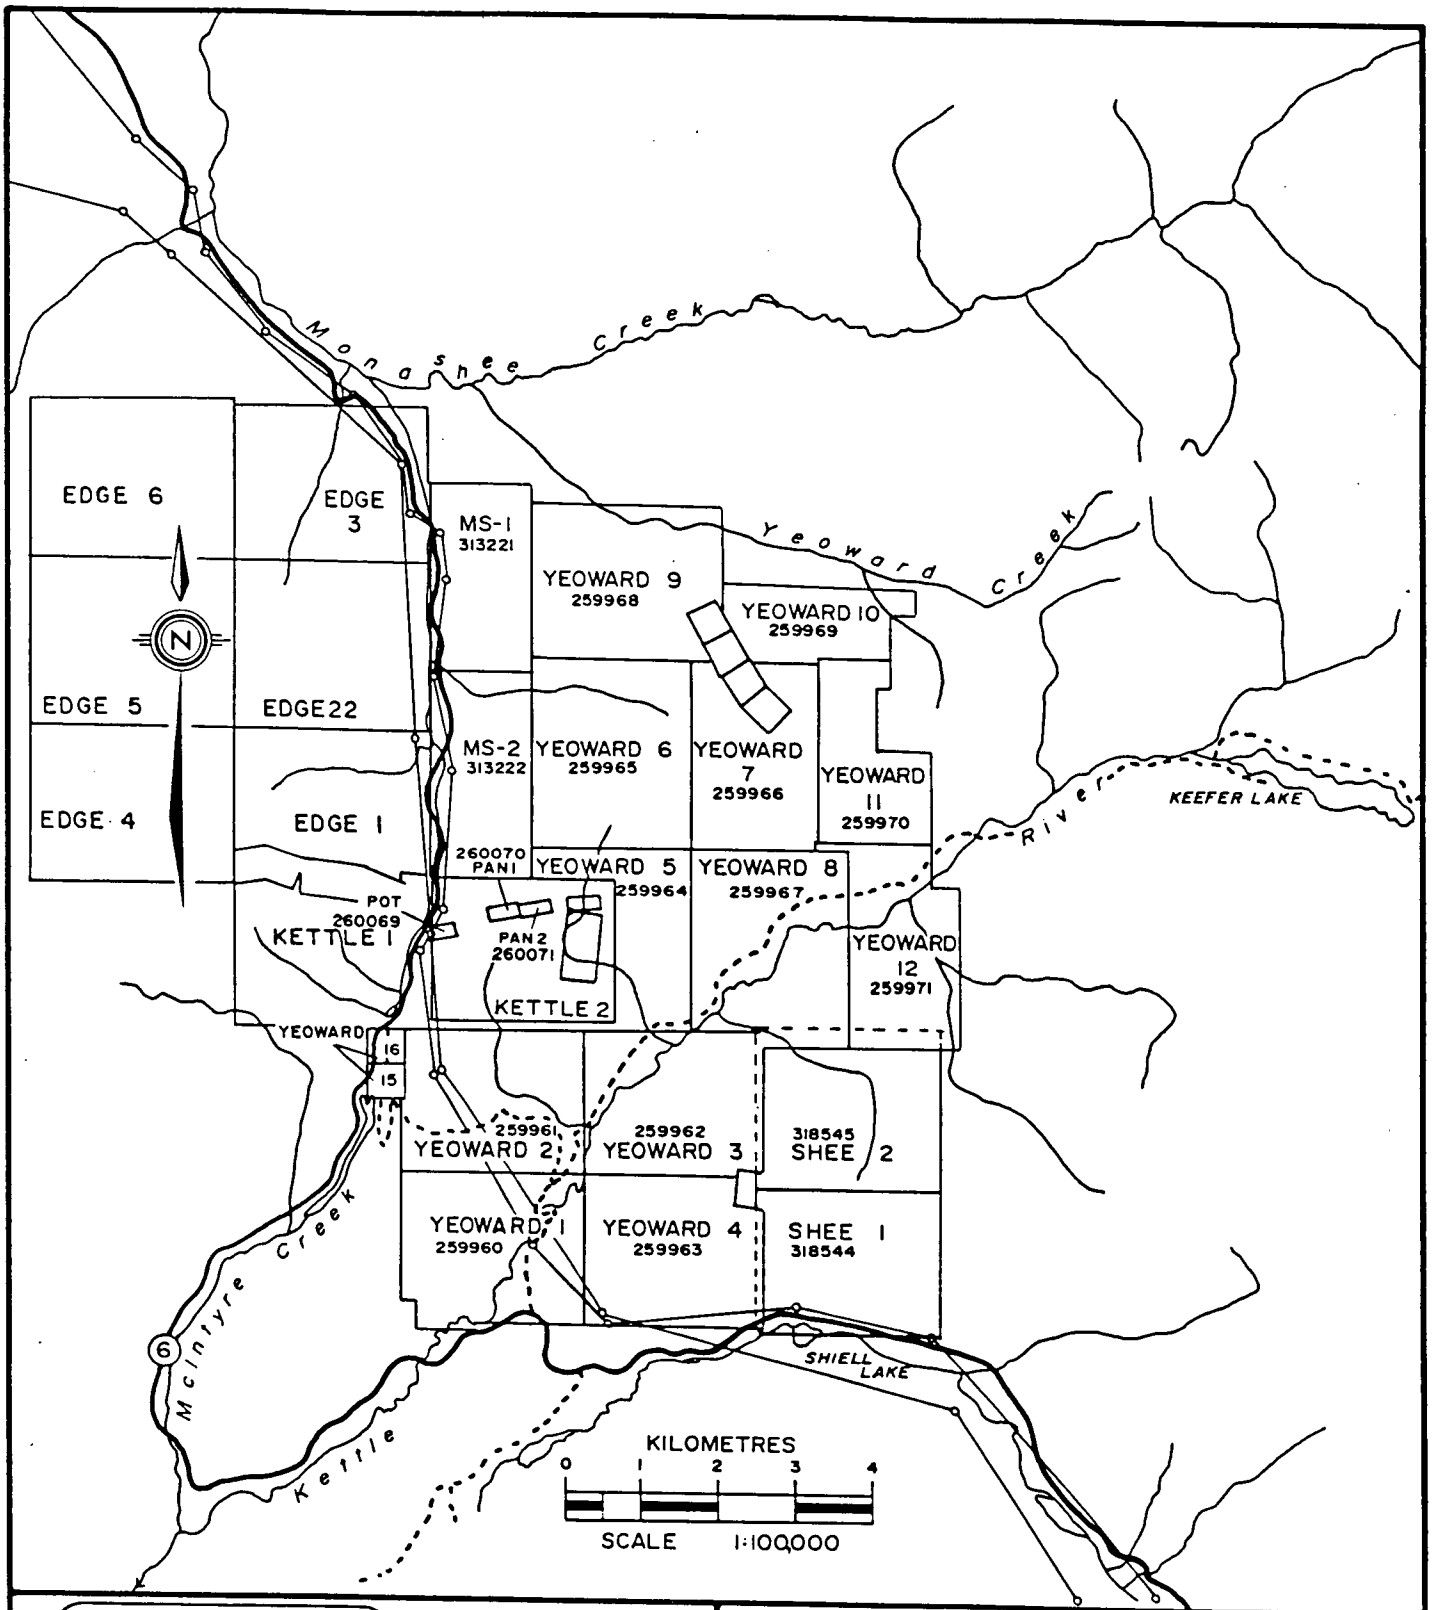 Monashee Creek
EDGE 6
EDGE
3
MS-1
313221
Yeoward Creek
YEOWARD 9
259968
YEOWARD 10
259969
N
EDGE 5
EDGE 22
MS-2
313222
YEOWARD 6
259965
YEOWARD
7
259966
YEOWARD
11
259970
River
KEEFER LAKE
EDGE 4
EDGE 1
260070
PAN 1
YEOWARD 5
259964
YEOWARD 8
259967
POT
260069
KETTLE 1
PAN 2
260071
KETTLE 2
YEOWARD
12
259971
YEOWARD
16
15
259961
YEOWARD 2
259962
YEOWARD 3
318545
SHEE 2
YEOWARD 1
259960
YEOWARD 4
259963
SHEE 1
318544
McIntyre Creek
6
SHIELL
LAKE
Kettle
KILOMETRES
0 1 2 3 4
SCALE 1:100,000